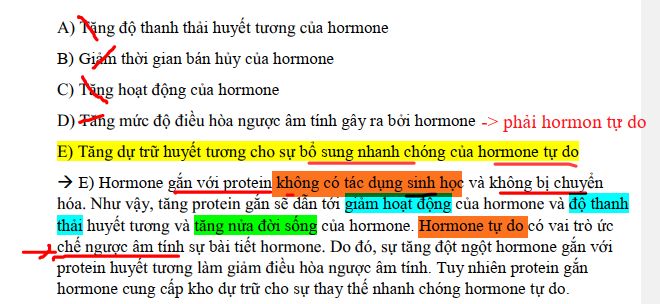 A) Tăng độ thanh thải huyết tương của hormone
B) Giảm thời gian bán hủy của hormone
C) Tăng hoạt động của hormone
D) Tăng mức độ điều hòa ngược âm tính gây ra bởi hormone -> phải hormon tự do
E) Tăng dự trữ huyết tương cho sự bổ sung nhanh chóng của hormone tự do
→ E) Hormone gắn với protein không có tác dụng sinh học và không bị chuyển
hóa. Như vậy, tăng protein gắn sẽ dẫn tới giảm hoạt động của hormone và độ thanh
thải huyết tương và tăng nửa đời sống của hormone. Hormone tự do có vai trò ức
chế ngược âm tính sự bài tiết hormone. Do đó, sự tăng đột ngột hormone gắn với
protein huyết tương làm giảm điều hòa ngược âm tính. Tuy nhiên protein gắn
hormone cung cấp kho dự trữ cho sự thay thế nhanh chóng hormone tự do.